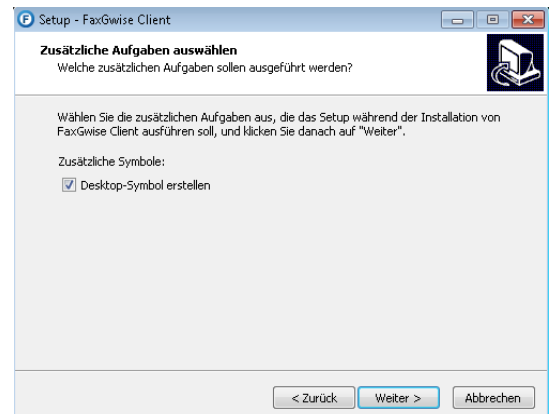 Setup - FaxGwise Client
Zusätzliche Aufgaben auswählen
Welche zusätzlichen Aufgaben sollen ausgeführt werden?
Wählen Sie die zusätzlichen Aufgaben aus, die das Setup während der Installation von
FaxGwise Client ausführen soll, und klicken Sie danach auf "Weiter".
Zusätzliche Symbole:
Desktop-Symbol erstellen
< Zurück Weiter > Abbrechen